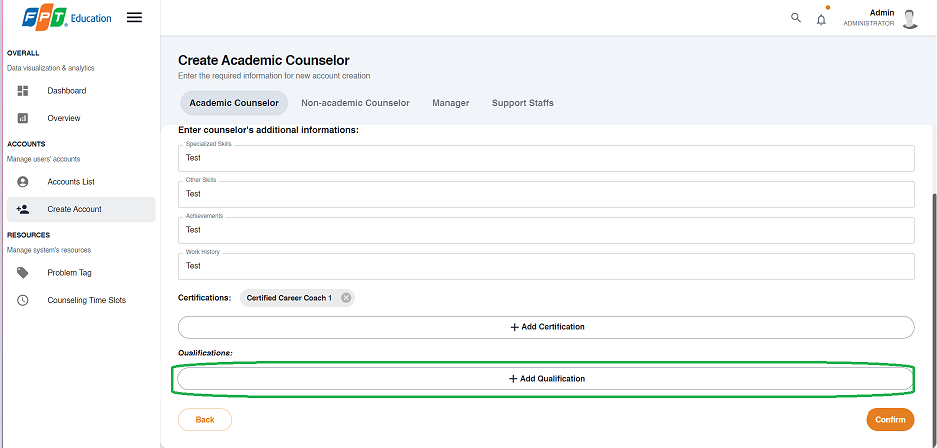 FPT Education
Admin
ADMINISTRATOR
OVERALL
Data visualization & analytics
Dashboard
Overview
ACCOUNTS
Manage users' accounts
Accounts List
Create Account
RESOURCES
Manage system's resources
Problem Tag
Counseling Time Slots
Create Academic Counselor
Enter the required information for new account creation
Academic Counselor Non-academic Counselor Manager Support Staffs
Enter counselor's additional informations:
Specialized Skills
Test
Other Skills
Test
Achievements
Test
Work History
Test
Certifications: Certified Career Coach 1
+ Add Certification
Qualifications:
+ Add Qualification
Back Confirm